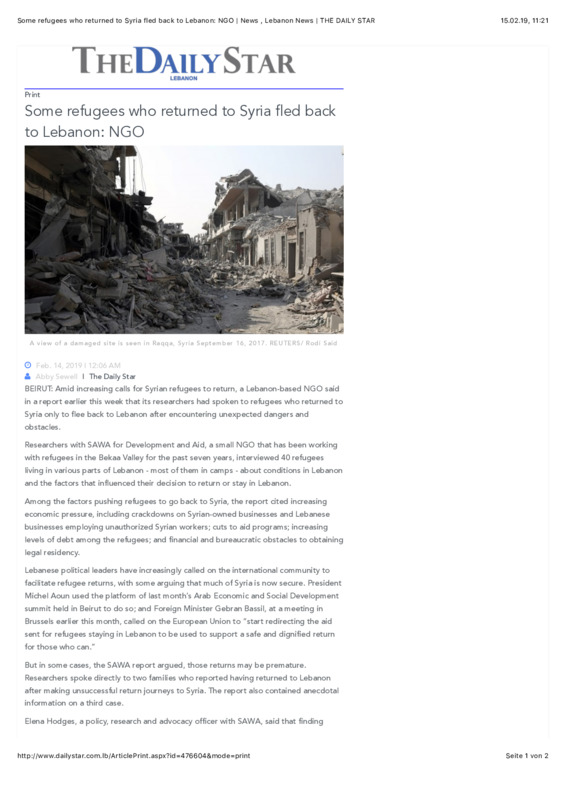 Some refugees who returned to Syria fled back to Lebanon: NGO | News , Lebanon News | THE DAILY STAR 15.02.19, 11:21
THE DAILY STAR
LEBANON
Print
Some refugees who returned to Syria fled back
to Lebanon: NGO
A view of a damaged site is seen in Raqqa, Syria September 16, 2017. REUTERS/ Rodi Said
Feb. 14, 2019 | 12:06 AM
Abby Sewell | The Daily Star
BEIRUT: Amid increasing calls for Syrian refugees to return, a Lebanon-based NGO said
in a report earlier this week that its researchers had spoken to refugees who returned to
Syria only to flee back to Lebanon after encountering unexpected dangers and
obstacles.
Researchers with SAWA for Development and Aid, a small NGO that has been working
with refugees in the Bekaa Valley for the past seven years, interviewed 40 refugees
living in various parts of Lebanon - most of them in camps - about conditions in Lebanon
and the factors that influenced their decision to return or stay in Lebanon.
Among the factors pushing refugees to go back to Syria, the report cited increasing
economic pressure, including crackdowns on Syrian-owned businesses and Lebanese
businesses employing unauthorized Syrian workers; cuts to aid programs; increasing
levels of debt among the refugees; and financial and bureaucratic obstacles to obtaining
legal residency.
Lebanese political leaders have increasingly called on the international community to
facilitate refugee returns, with some arguing that much of Syria is now secure. President
Michel Aoun used the platform of last month's Arab Economic and Social Development
summit held in Beirut to do so; and Foreign Minister Gebran Bassil, at a meeting in
Brussels earlier this month, called on the European Union to “start redirecting the aid
sent for refugees staying in Lebanon to be used to support a safe and dignified return
for those who can.”
But in some cases, the SAWA report argued, those returns may be premature.
Researchers spoke directly to two families who reported having returned to Lebanon
after making unsuccessful return journeys to Syria. The report also contained anecdotal
information on a third case.
Elena Hodges, a policy, research and advocacy officer with SAWA, said that finding
http://www.dailystar.com.lb/ArticlePrint.aspx?id=476604&mode=print Seite 1 von 2